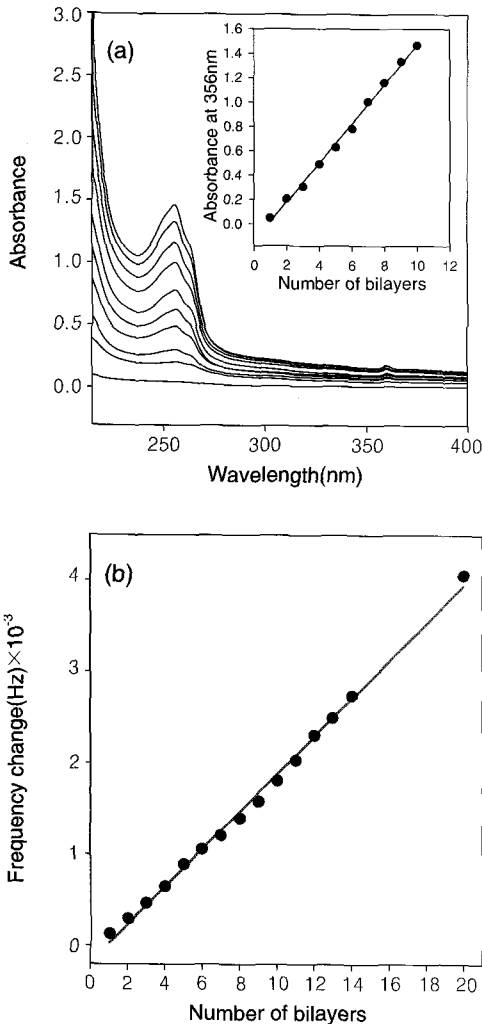 (a)
Absorbance
3.0
2.5
2.0
1.5
1.0
0.5
0.0
250 300 350 400
Wavelength(nm)
Absorbance at 356nm
1.6
1.4
1.2
1.0
0.8
0.6
0.4
0.2
0.0
0 2 4 6 8 10 12
Number of bilayers
(b)
Frequency change(Hz)×10⁻³
4
3
2
1
0
0 2 4 6 8 10 12 14 16 18 20
Number of bilayers